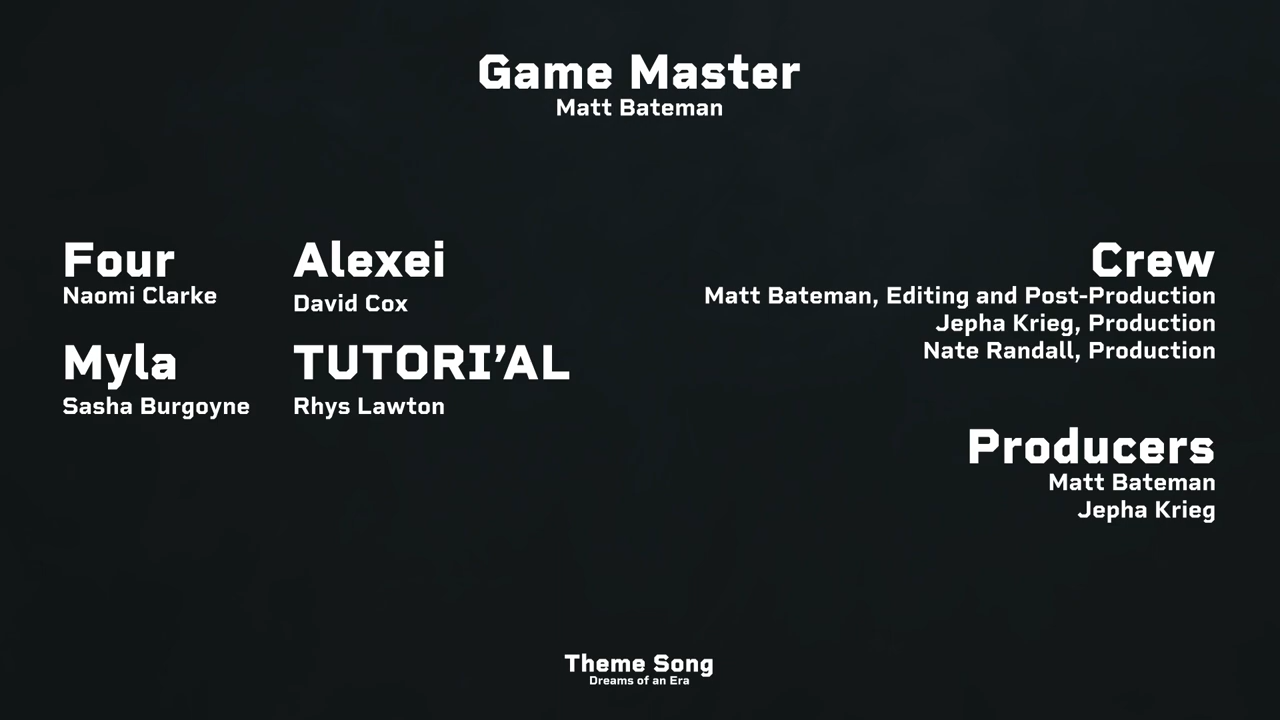 Game Master
Matt Bateman
Four
Naomi Clarke
Alexei
David Cox
Myla
Sasha Burgoyne
TUTORI’AL
Rhys Lawton
Crew
Matt Bateman, Editing and Post-Production
Jepha Krieg, Production
Nate Randall, Production
Producers
Matt Bateman
Jepha Krieg
Theme Song
Dreams of an Era